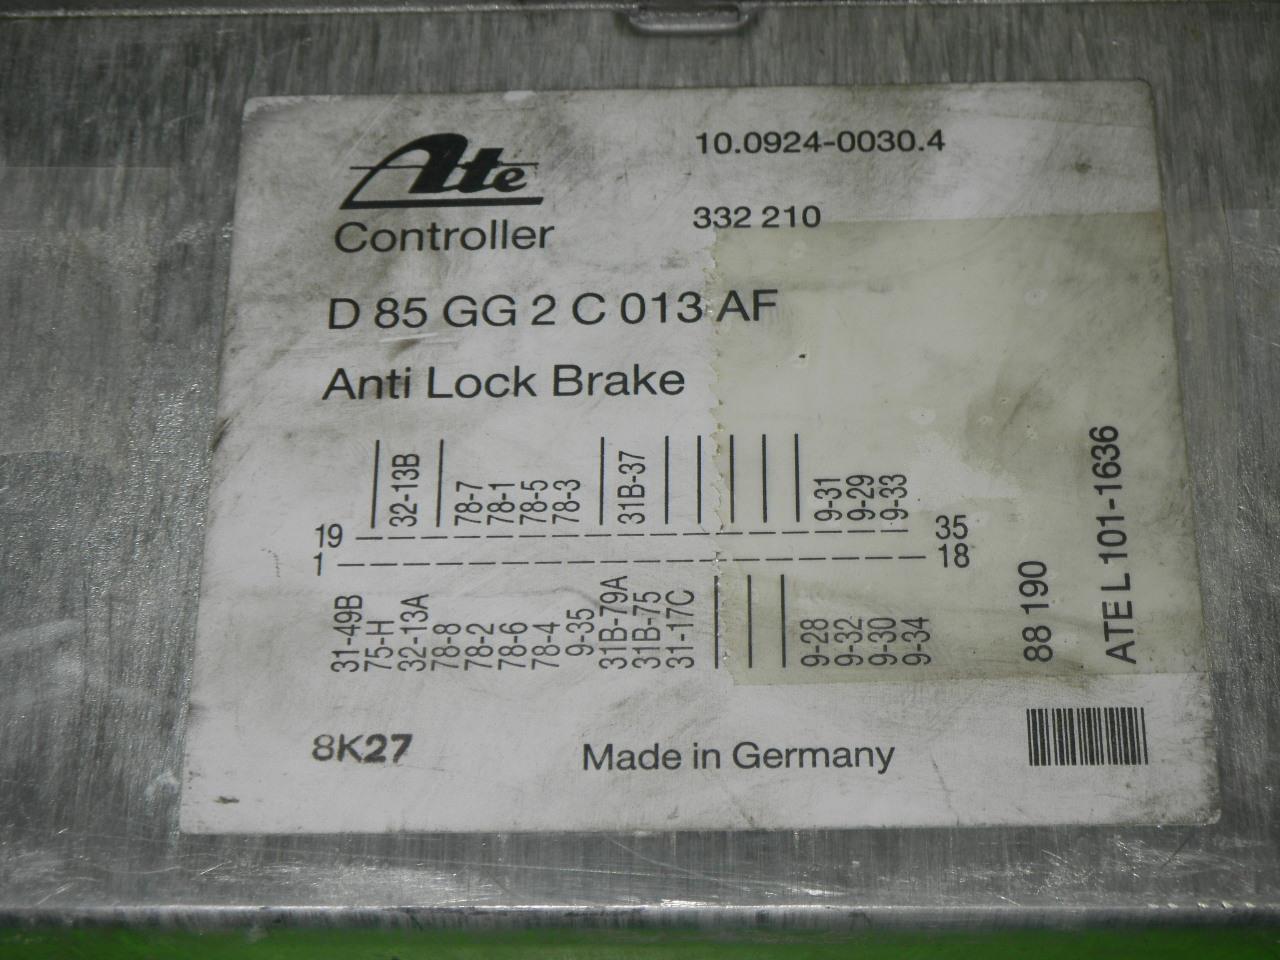 Ate
Controller
10.0924-0030.4
332 210
D 85 GG 2 C 013 AF
Anti Lock Brake
32-13B 78-7 78-1 78-5 78-3 31B-37 9-31 9-29 9-33
19 35
1 18
31-49B 75-H 32-13A 78-8 78-2 78-6 78-4 9-35 31B-79A 31B-75 31-17C 9-28 9-32 9-30 9-34
88 190
ATE L 101-1636
8K27
Made in Germany